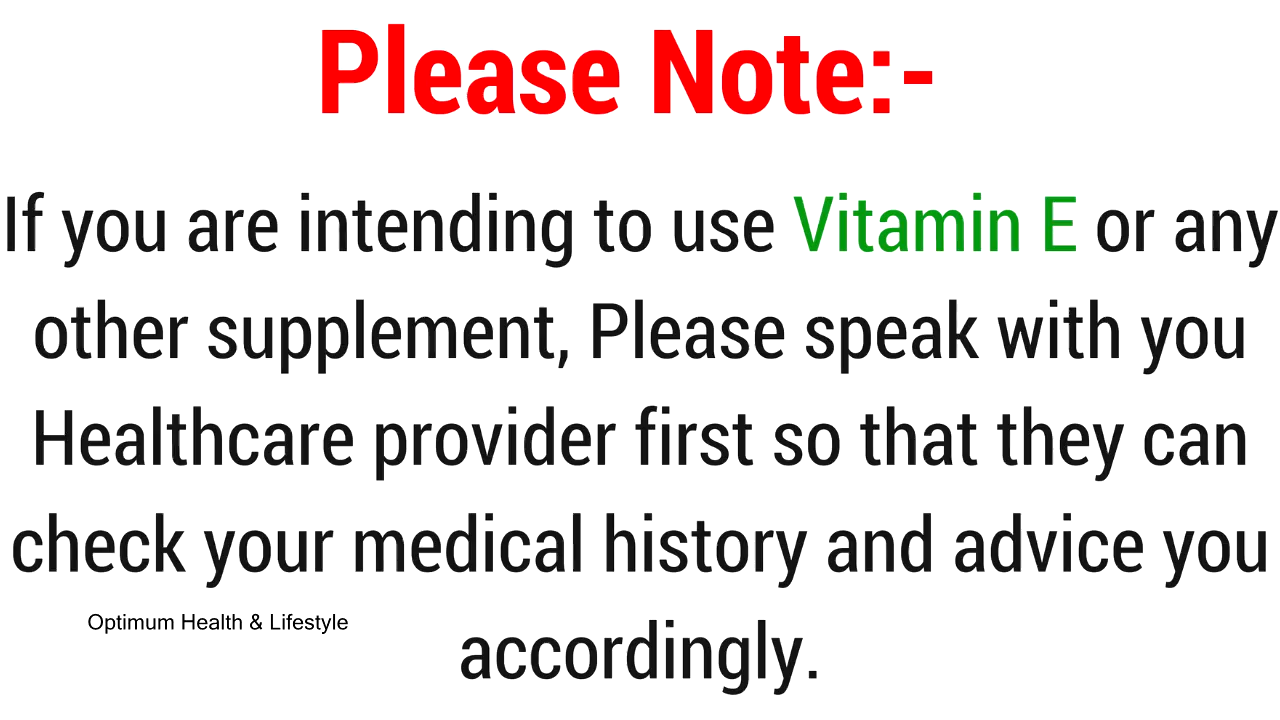 Please Note:-
If you are intending to use Vitamin E or any
other supplement, Please speak with you
Healthcare provider first so that they can
check your medical history and advice you
Optimum Health & Lifestyle
accordingly.